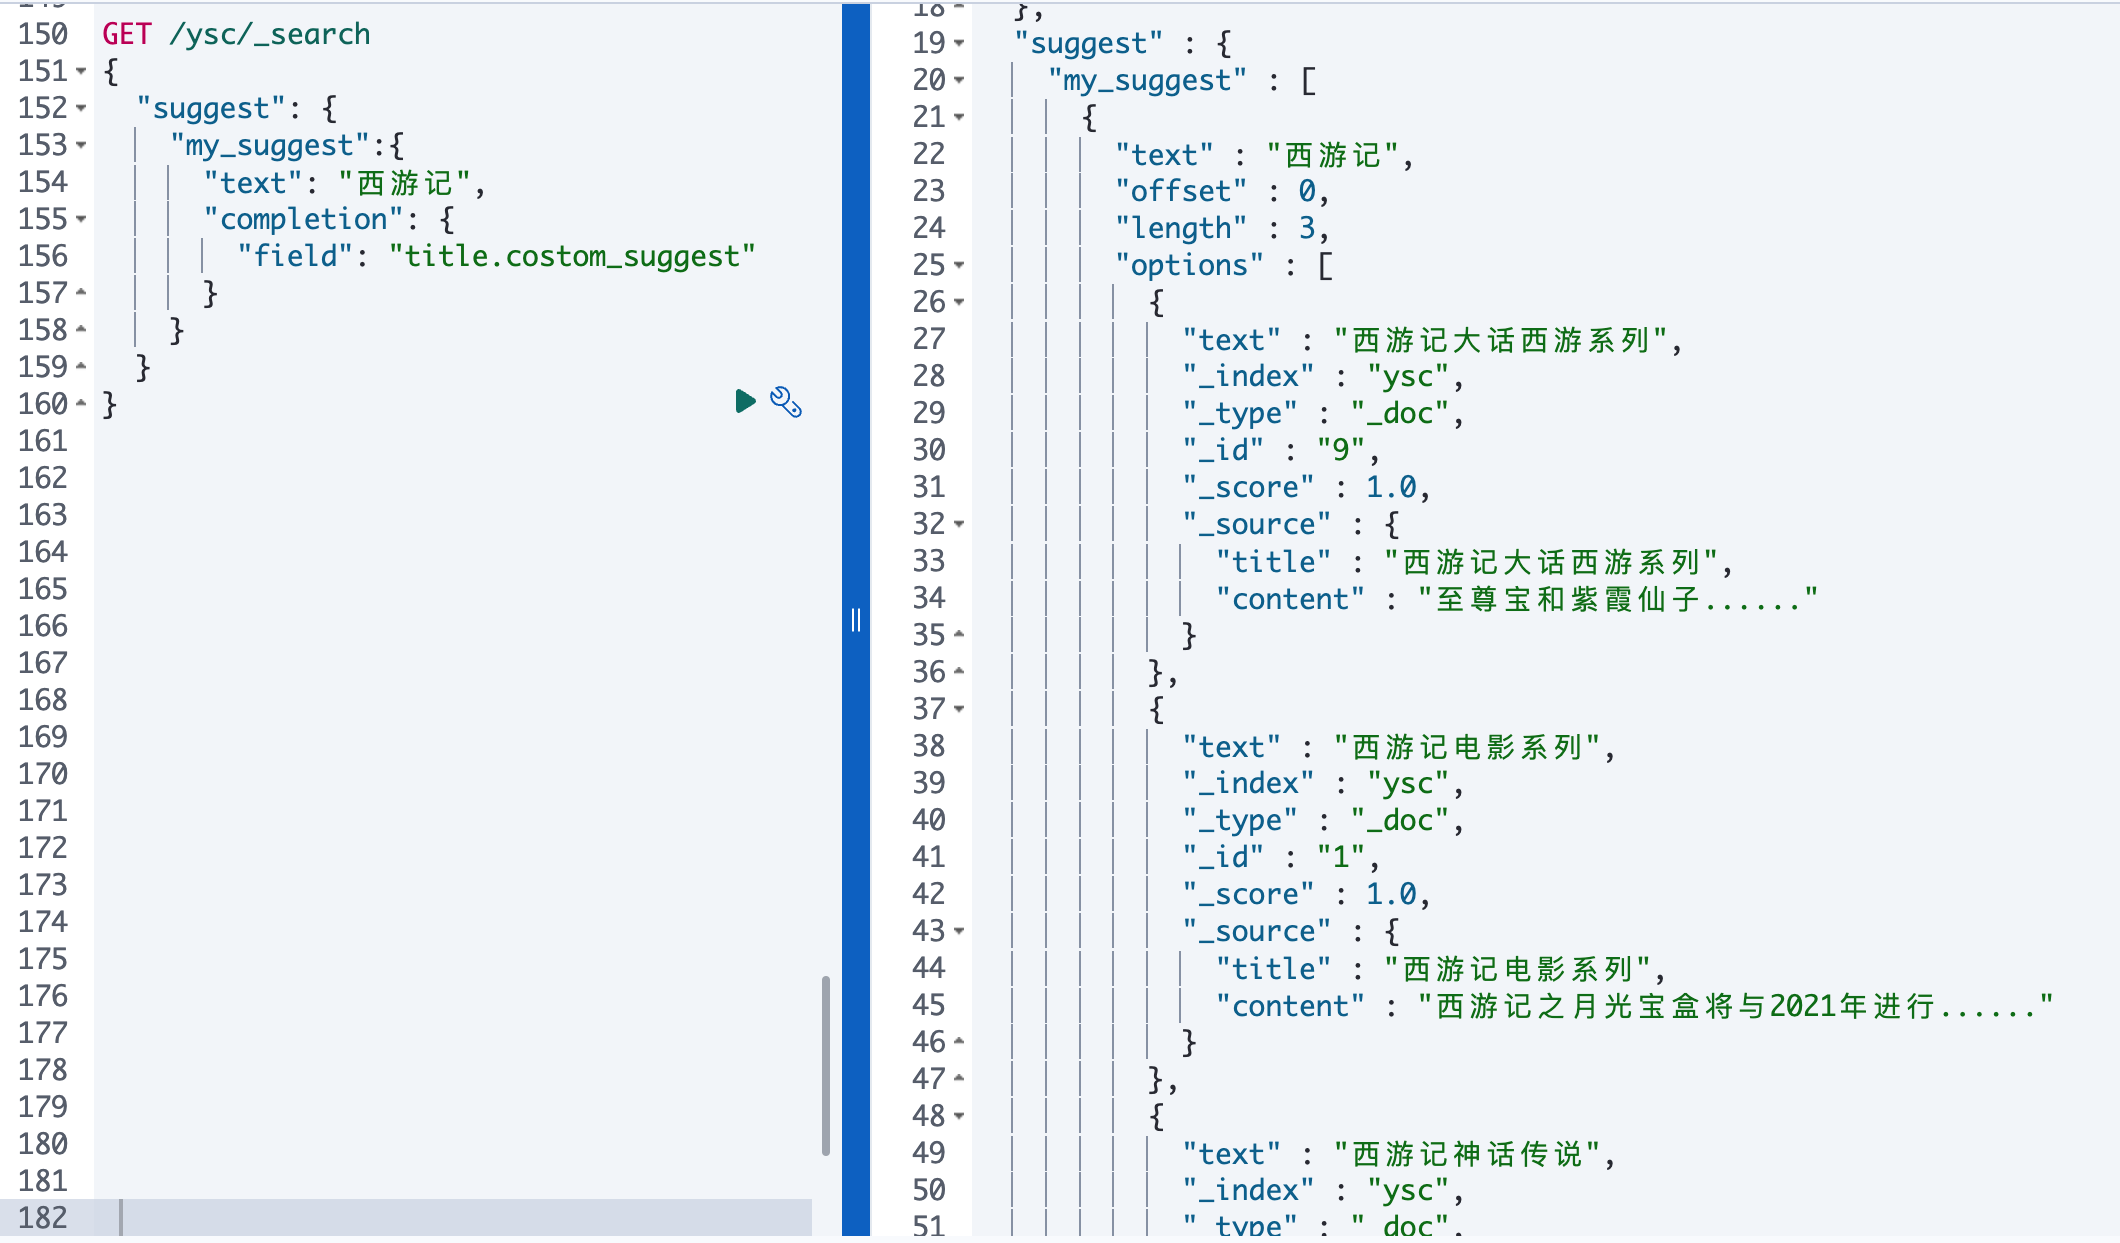 150 GET /ysc/_search
151 {
152 "suggest": {
153 "my_suggest":{
154 "text": "西游记",
155 "completion": {
156 "field": "title.costom_suggest"
157 }
158 }
159 }
160 }
161
162
163
164
165
166
167
168
169
170
171
172
173
174
175
176
177
178
179
180
181
182
18 },
19 "suggest" : {
20 "my_suggest" : [
21 {
22 "text" : "西游记",
23 "offset" : 0,
24 "length" : 3,
25 "options" : [
26 {
27 "text" : "西游记大话西游系列",
28 "_index" : "ysc",
29 "_type" : "_doc",
30 "_id" : "9",
31 "_score" : 1.0,
32 "_source" : {
33 "title" : "西游记大话西游系列",
34 "content" : "至尊宝和紫霞仙子......"
35 }
36 },
37 {
38 "text" : "西游记电影系列",
39 "_index" : "ysc",
40 "_type" : "_doc",
41 "_id" : "1",
42 "_score" : 1.0,
43 "_source" : {
44 "title" : "西游记电影系列",
45 "content" : "西游记之月光宝盒将与2021年进行......"
46 }
47 },
48 {
49 "text" : "西游记神话传说",
50 "_index" : "ysc",
51 "_type" : "_doc",